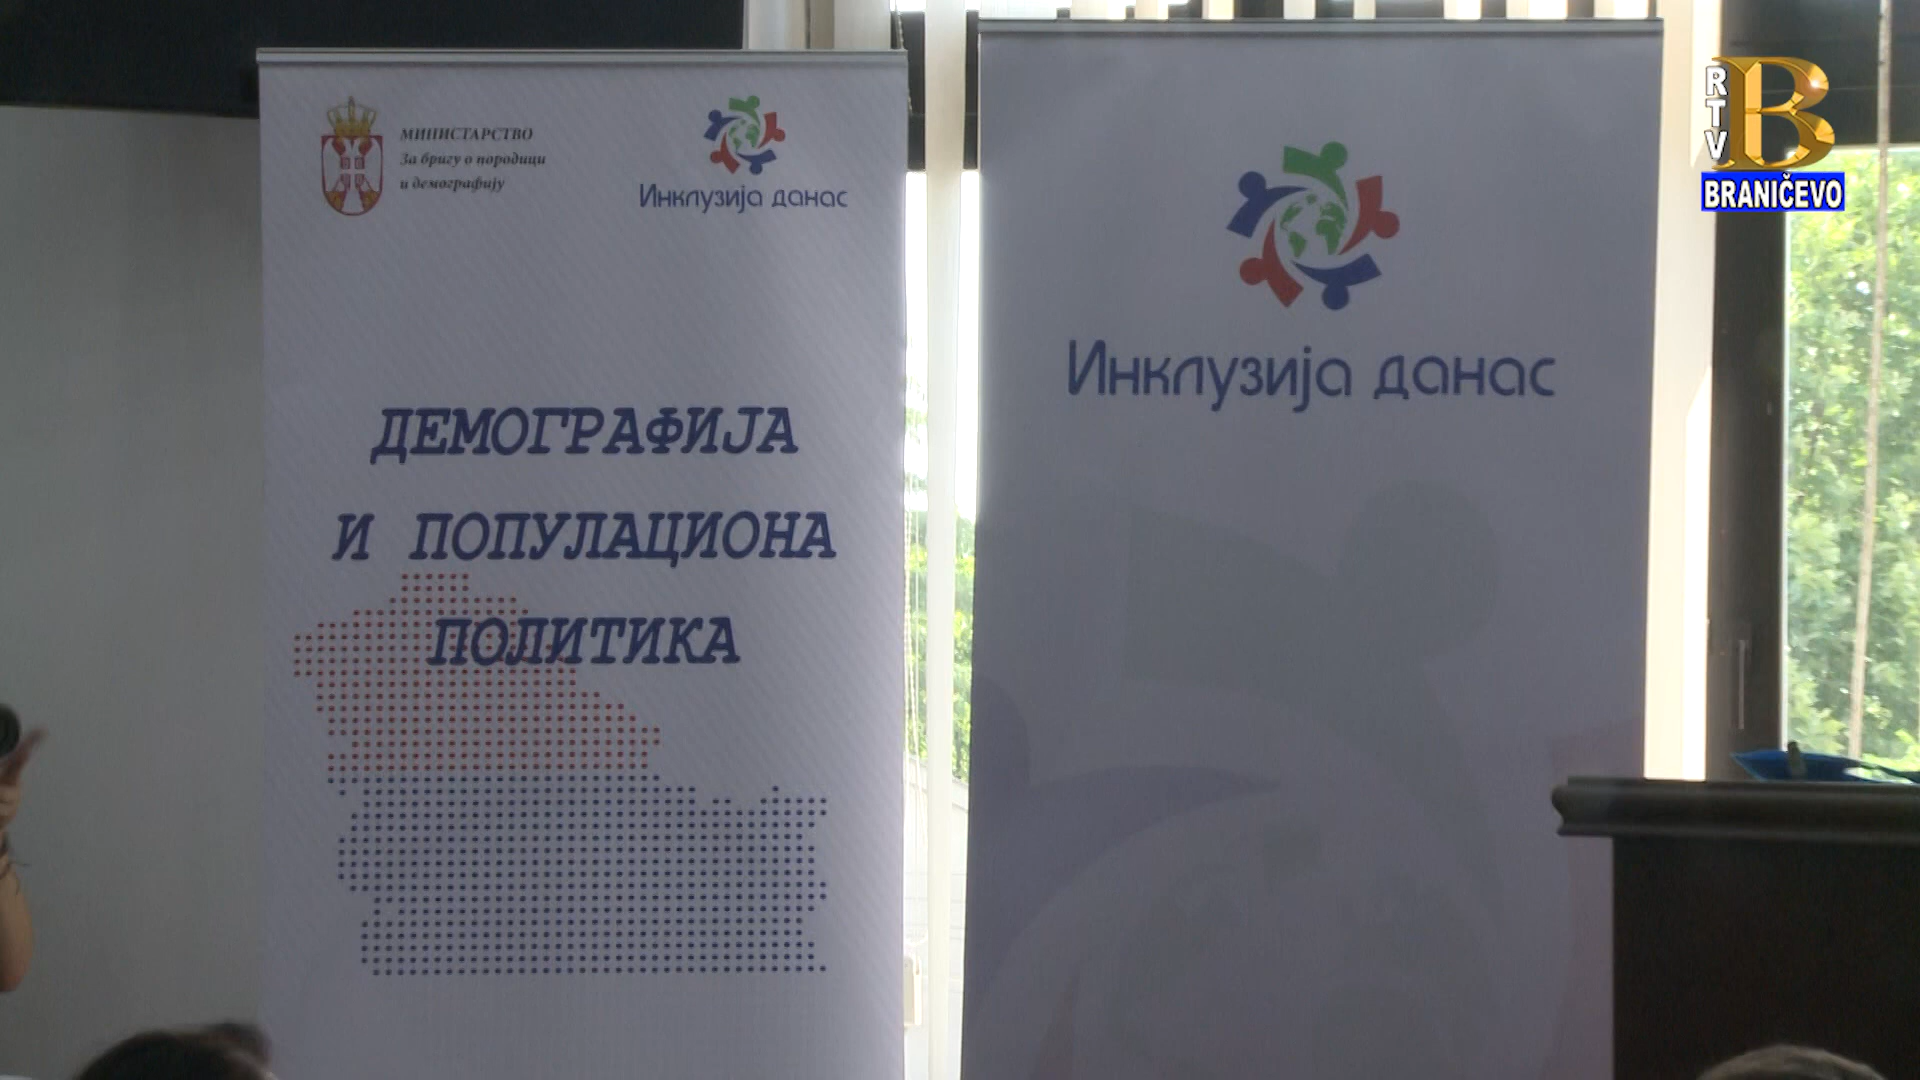 МИНИСТАРСТВО
За бригу о породици
и демографију
Инклузија данас
ДЕМОГРАФИЈА
И ПОПУЛАЦИОНА
ПОЛИТИКА
Инклузија данас
RTV
B
BRANIČEVO